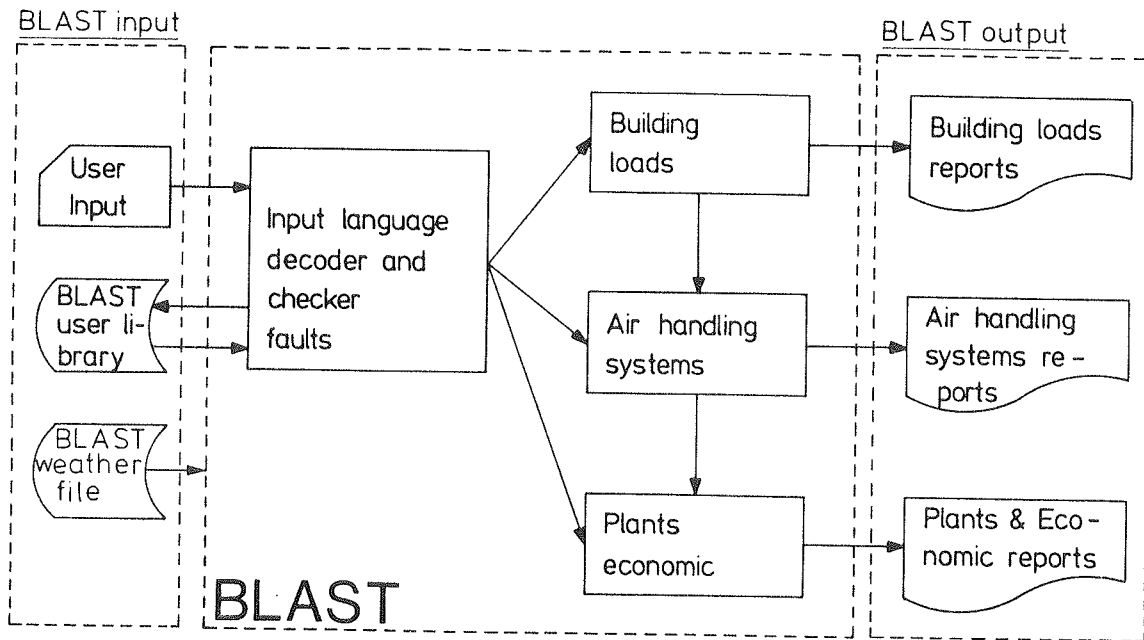 BLAST input
User
Input
BLAST
user li-
brary
BLAST
weather
file
Input language
decoder and
checker
faults
Building
loads
Air handling
systems
Plants
economic
BLAST
BLAST output
Building loads
reports
Air handling
systems re-
ports
Plants & Eco-
nomic reports